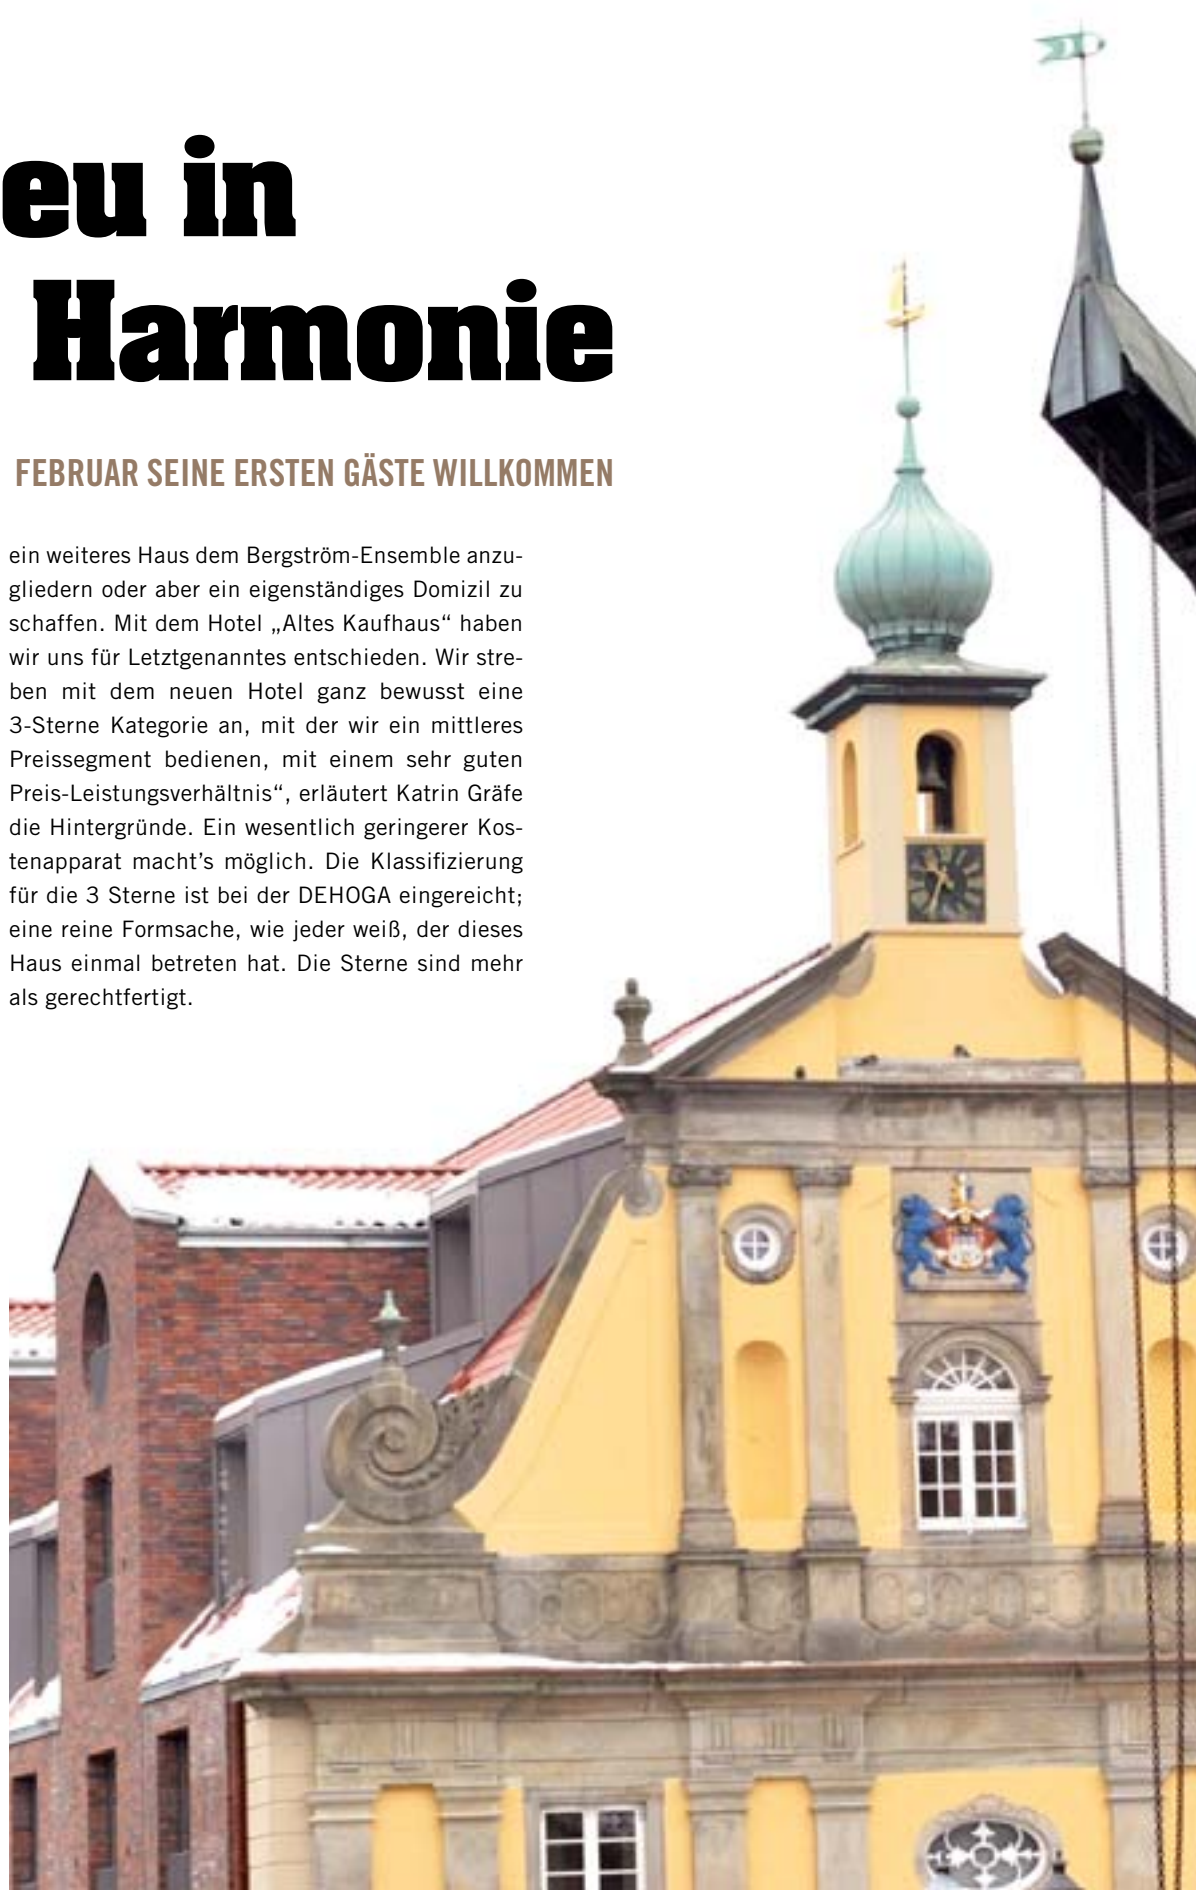 eu in
Harmonie
FEBRUAR SEINE ERSTEN GÄSTE WILLKOMMEN
ein weiteres Haus dem Bergström-Ensemble anzu-
gliedern oder aber ein eigenständiges Domizil zu
schaffen. Mit dem Hotel „Altes Kaufhaus“ haben
wir uns für Letztgenanntes entschieden. Wir stre-
ben mit dem neuen Hotel ganz bewusst eine
3-Sterne Kategorie an, mit der wir ein mittleres
Preissegment bedienen, mit einem sehr guten
Preis-Leistungsverhältnis“, erläutert Katrin Gräfe
die Hintergründe. Ein wesentlich geringerer Kos-
tenapparat macht’s möglich. Die Klassifizierung
für die 3 Sterne ist bei der DEHOGA eingereicht;
eine reine Formsache, wie jeder weiß, der dieses
Haus einmal betreten hat. Die Sterne sind mehr
als gerechtfertigt.